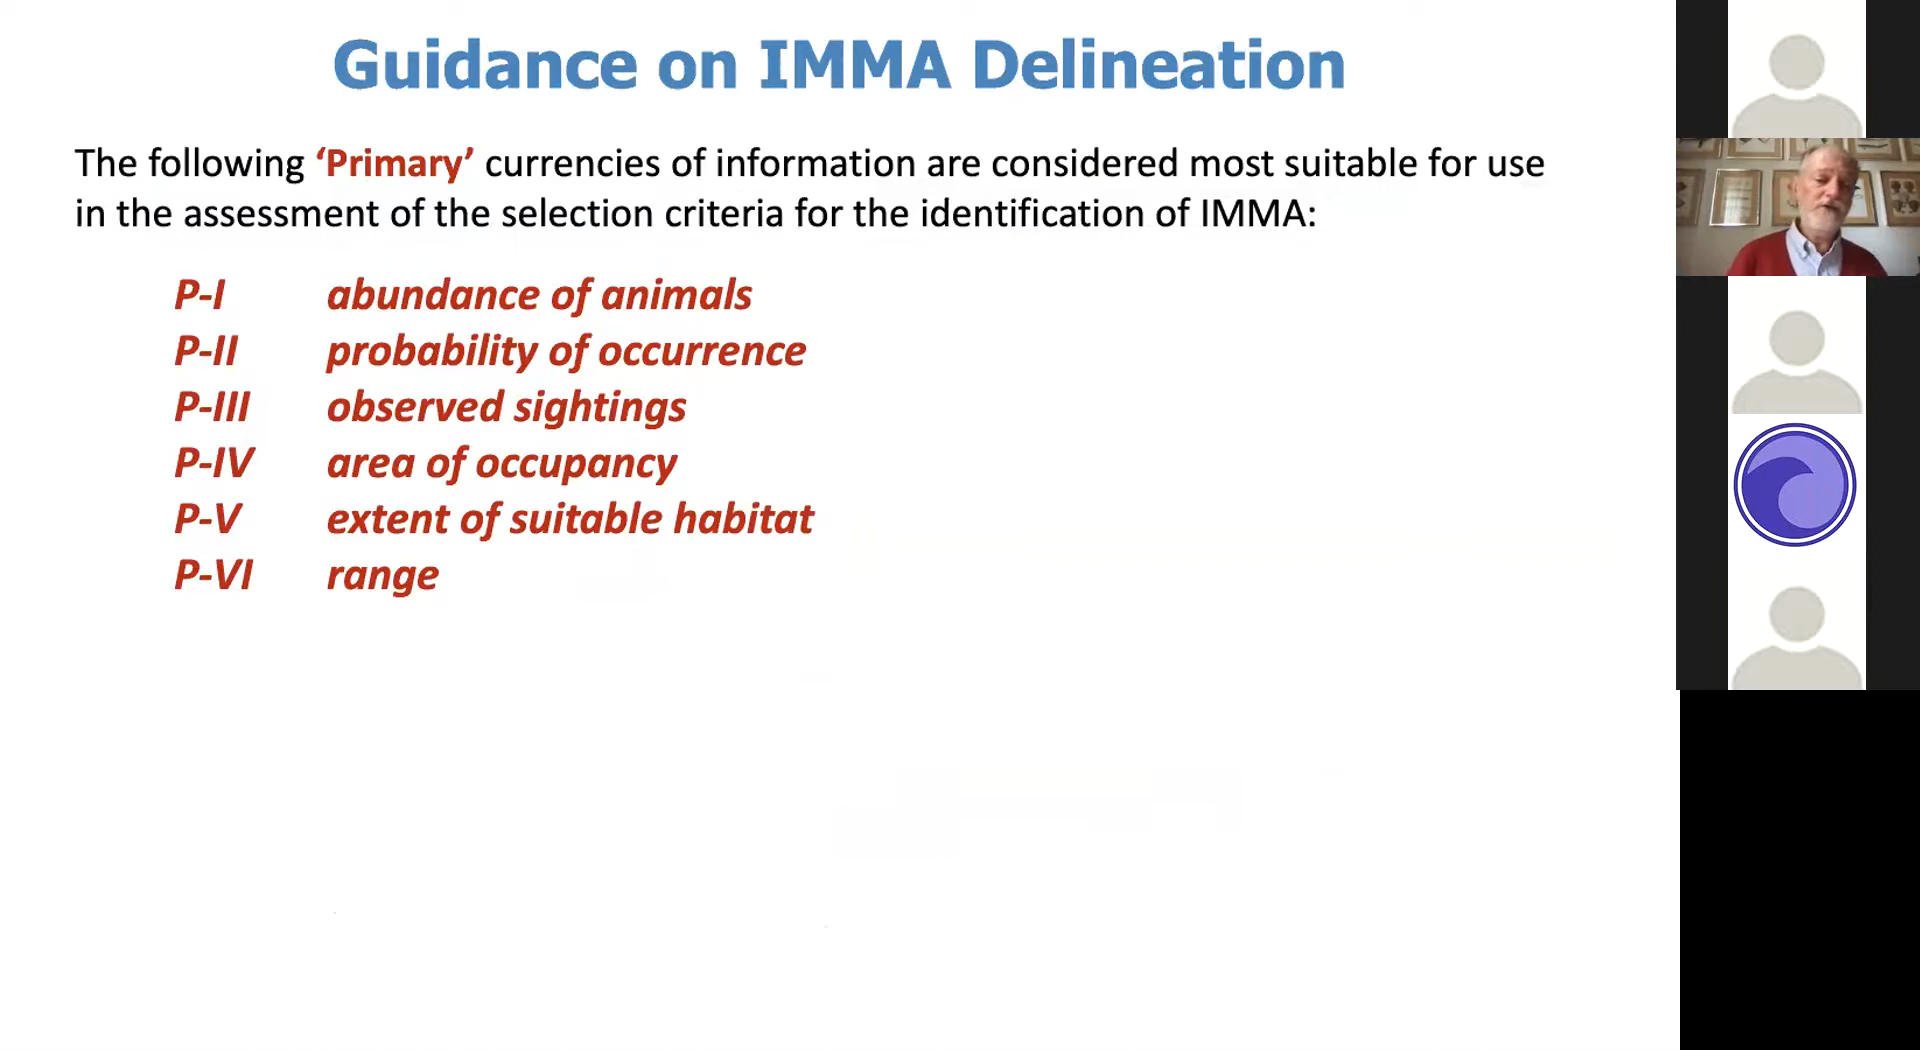 Guidance on IMMA Delineation
The following ‘Primary’ currencies of information are considered most suitable for use
in the assessment of the selection criteria for the identification of IMMA:
P-I abundance of animals
P-II probability of occurrence
P-III observed sightings
P-IV area of occupancy
P-V extent of suitable habitat
P-VI range